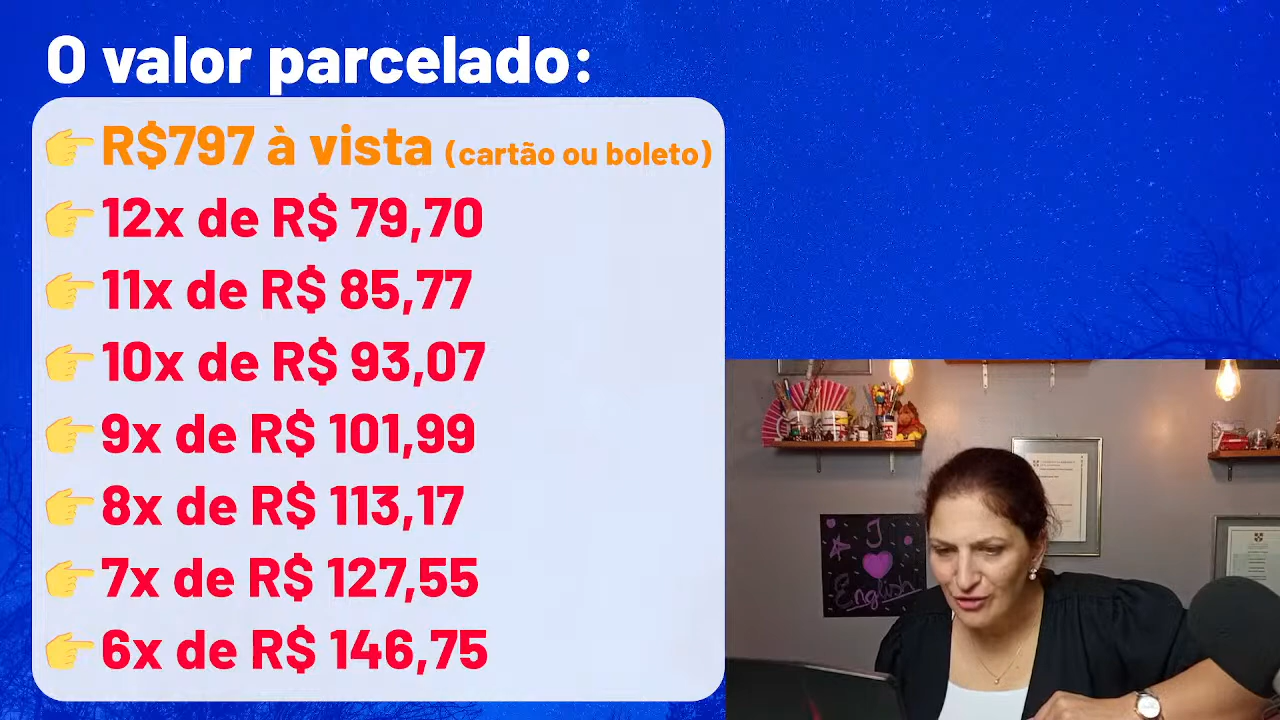 O valor parcelado:
👉R$797 à vista (cartão ou boleto)
👉12x de R$ 79,70
👉11x de R$ 85,77
👉10x de R$ 93,07
👉9x de R$ 101,99
👉8x de R$ 113,17
👉7x de R$ 127,55
👉6x de R$ 146,75
I
English